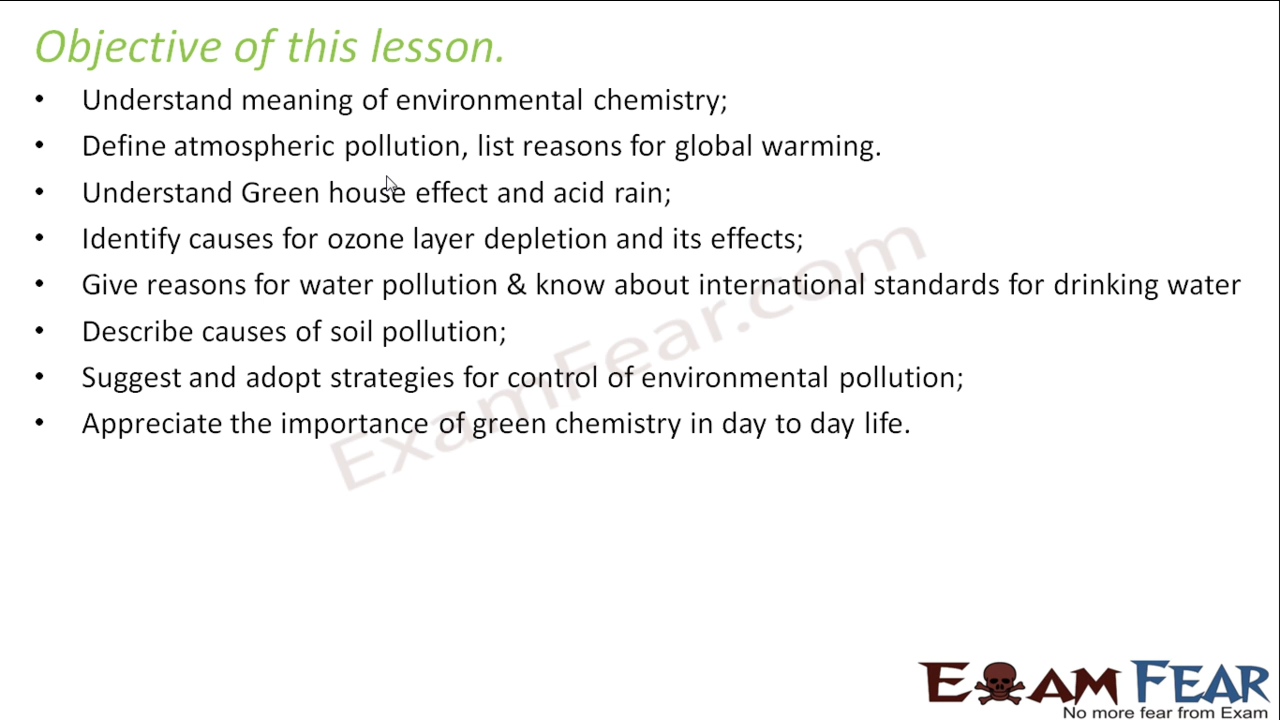 Objective of this lesson.
• Understand meaning of environmental chemistry;
• Define atmospheric pollution, list reasons for global warming.
• Understand Green house effect and acid rain;
• Identify causes for ozone layer depletion and its effects;
• Give reasons for water pollution & know about international standards for drinking water
• Describe causes of soil pollution;
• Suggest and adopt strategies for control of environmental pollution;
• Appreciate the importance of green chemistry in day to day life.
ExamFear.com
EXAM FEAR
No more fear from Exam